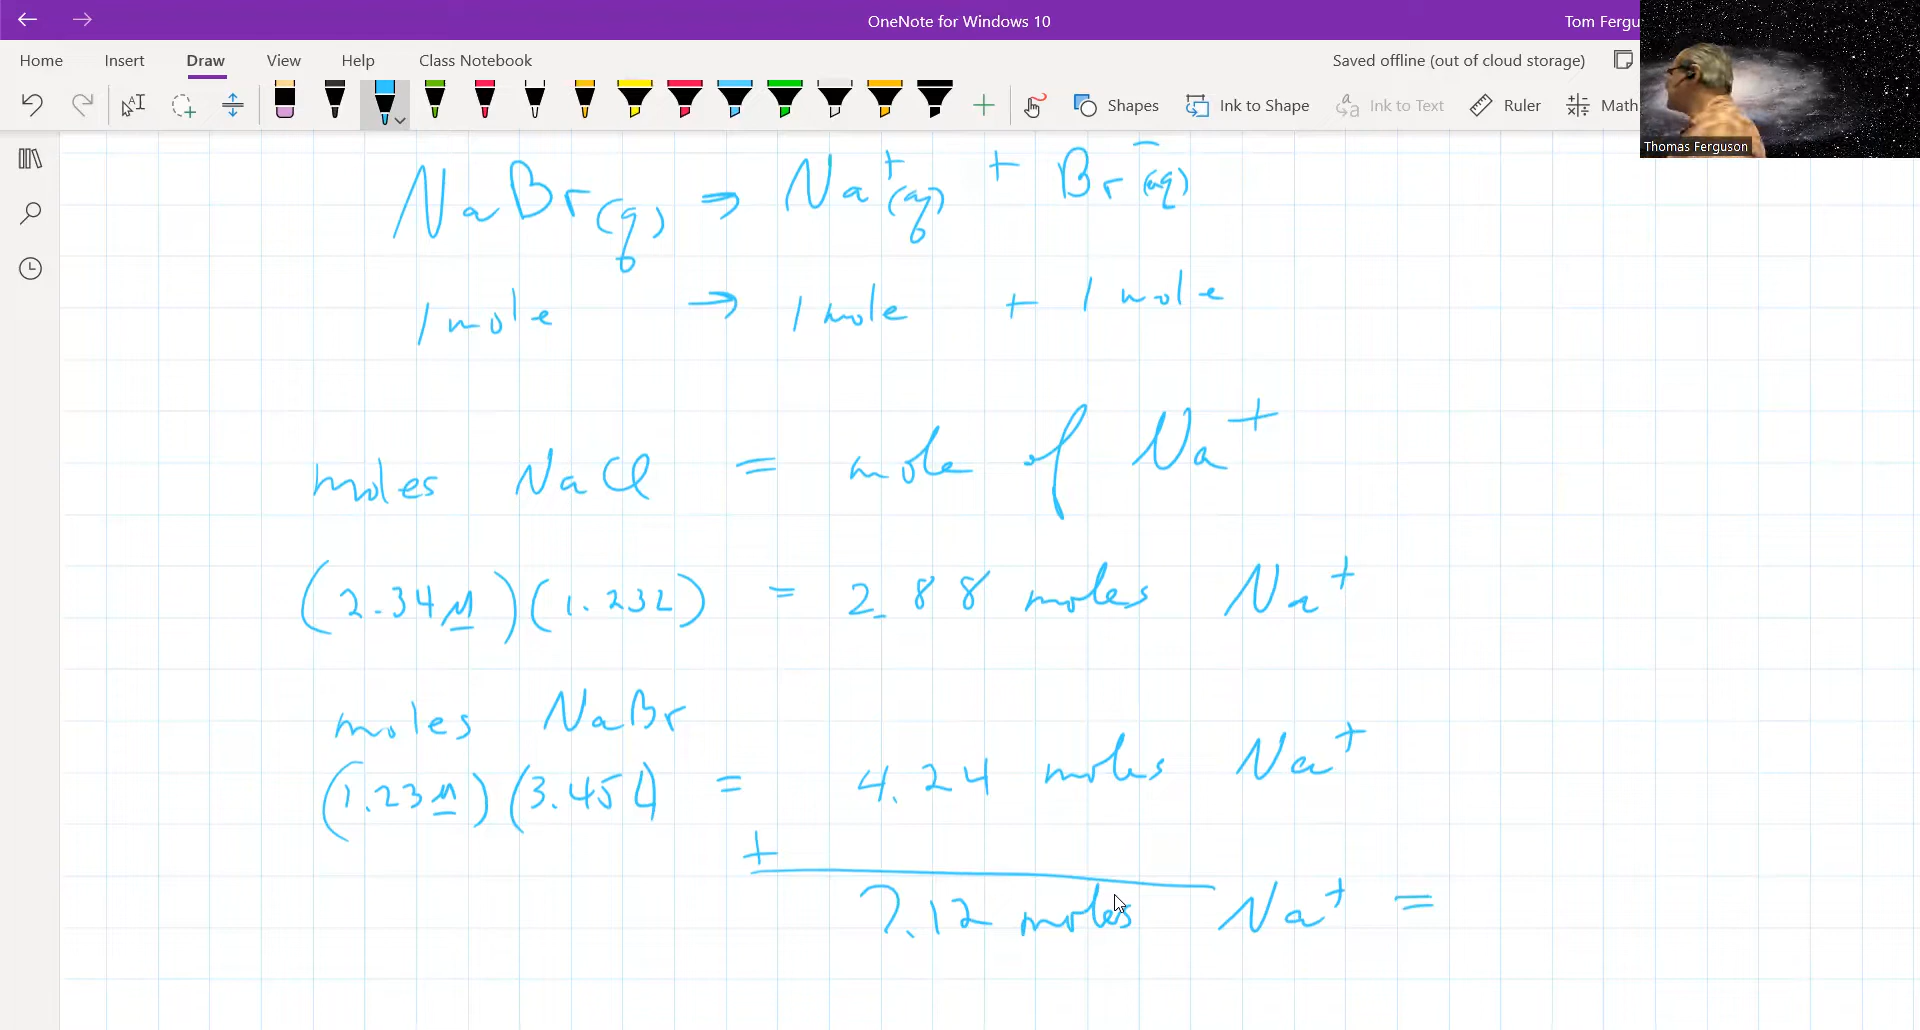 OneNote for Windows 10
Tom Fergu
Home Insert Draw View Help Class Notebook
Saved offline (out of cloud storage)
Shapes Ink to Shape Ink to Text Ruler Math
Thomas Ferguson
NaBr(q) → Na+(aq) + Br-(aq)
1 mole → 1 mole + 1 mole
moles NaCl = mole of Na+
(2.34M)(1.23L) = 2.88 moles Na+
moles NaBr
(1.23M)(3.45L) = 4.24 moles Na+
+
7.12 moles Na+ =